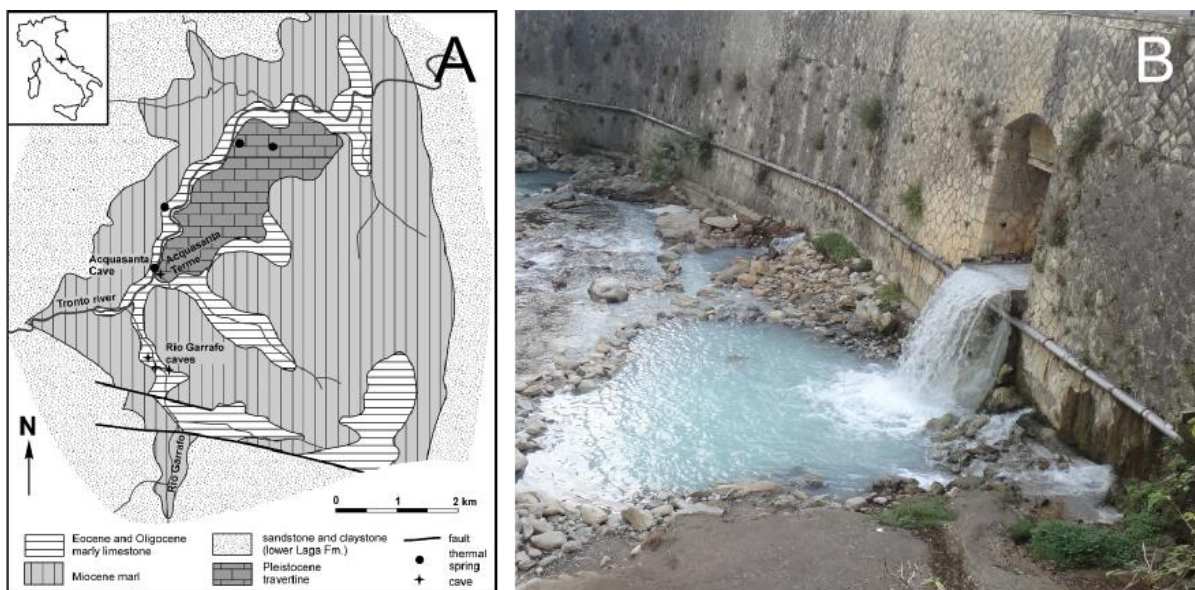 A
B
Acquasanta
Cave
Acquasanta
Terme
Tronto river
Rio Garrafo
caves
N
Rio Garrafo
0 1 2 km
Eocene and Oligocene
marly limestone
Miocene marl
sandstone and claystone
(lower Laga Fm.)
Pleistocene
travertine
fault
thermal
spring
cave